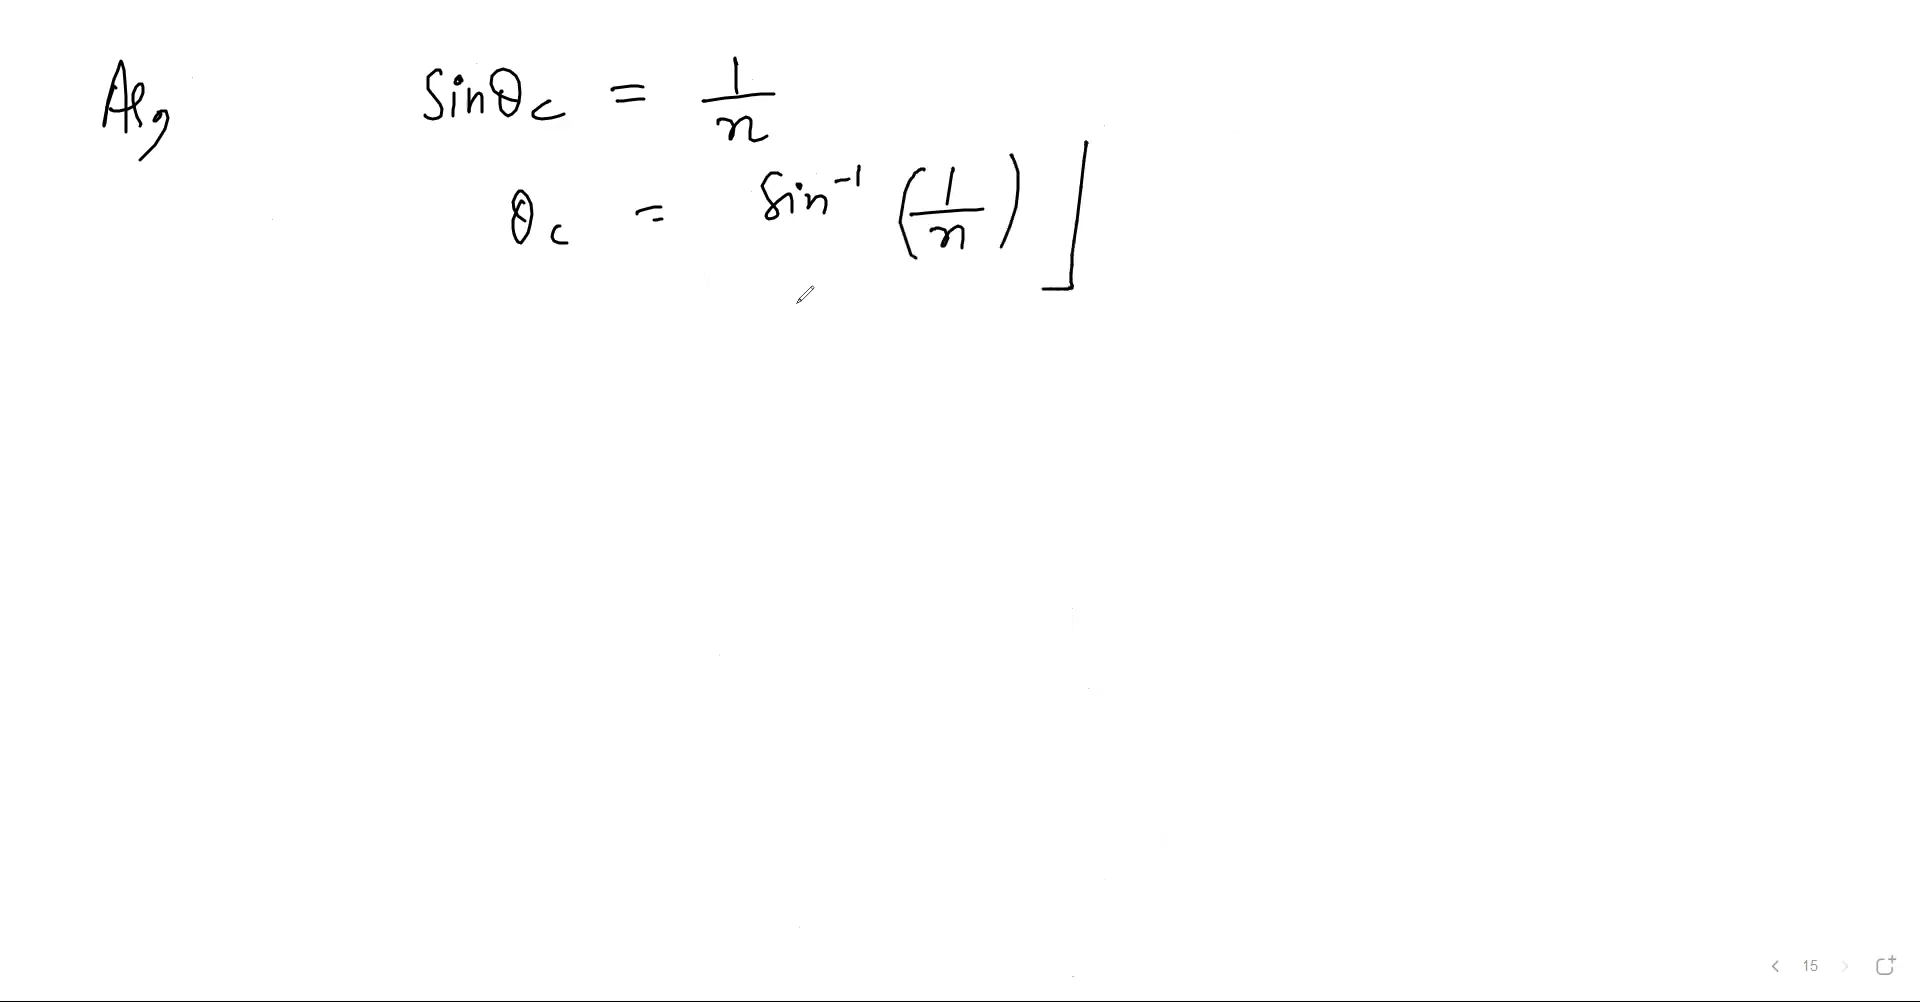 As, sinθc = 1/n
θc = sin⁻¹ (1/n) ]
15